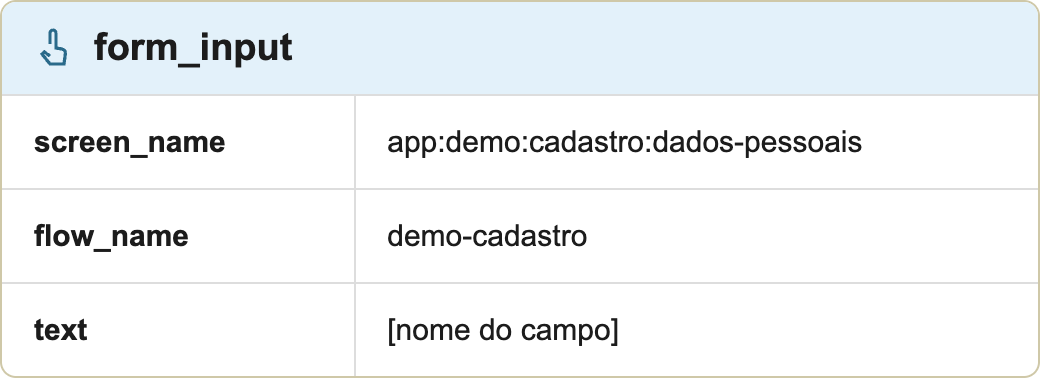 form_input
screen_name app:demo:cadastro:dados-pessoais
flow_name demo-cadastro
text [nome do campo]